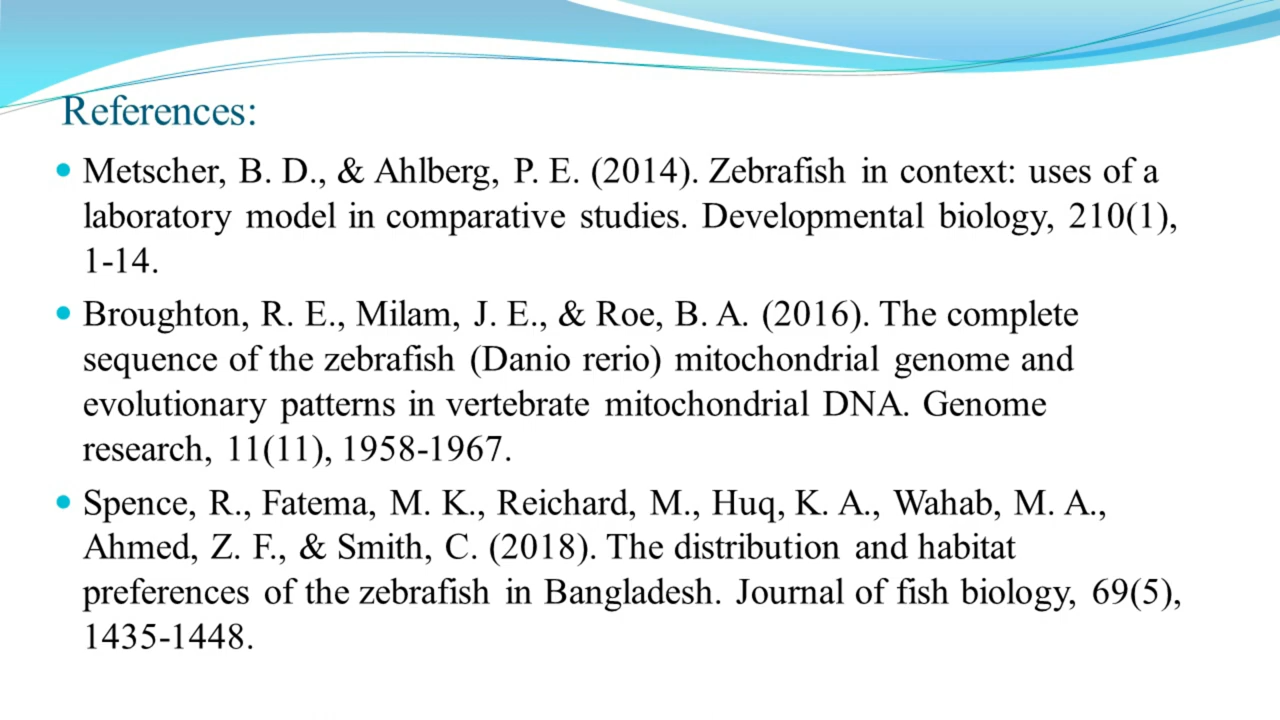 References:
Metscher, B. D., & Ahlberg, P. E. (2014). Zebrafish in context: uses of a
laboratory model in comparative studies. Developmental biology, 210(1),
1-14.
Broughton, R. E., Milam, J. E., & Roe, B. A. (2016). The complete
sequence of the zebrafish (Danio rerio) mitochondrial genome and
evolutionary patterns in vertebrate mitochondrial DNA. Genome
research, 11(11), 1958-1967.
Spence, R., Fatema, M. K., Reichard, M., Huq, K. A., Wahab, M. A.,
Ahmed, Z. F., & Smith, C. (2018). The distribution and habitat
preferences of the zebrafish in Bangladesh. Journal of fish biology, 69(5),
1435-1448.